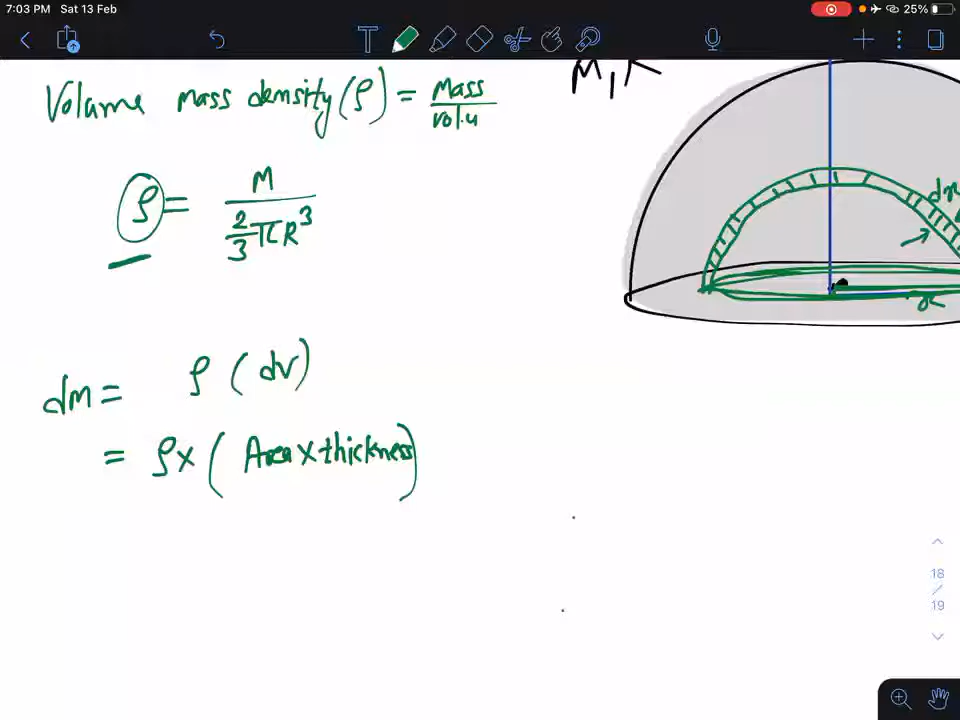 7:03 PM Sat 13 Feb 25%
Volume mass density (ρ) = Mass
vol.u
M, R
ρ = M
2/3 πR³
dx
x
dm = ρ (dv)
= ρ x ( Area x thickness)
18
/
19